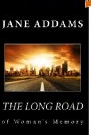 JANE ADDAMS
THE LONG ROAD
of Woman's Memory